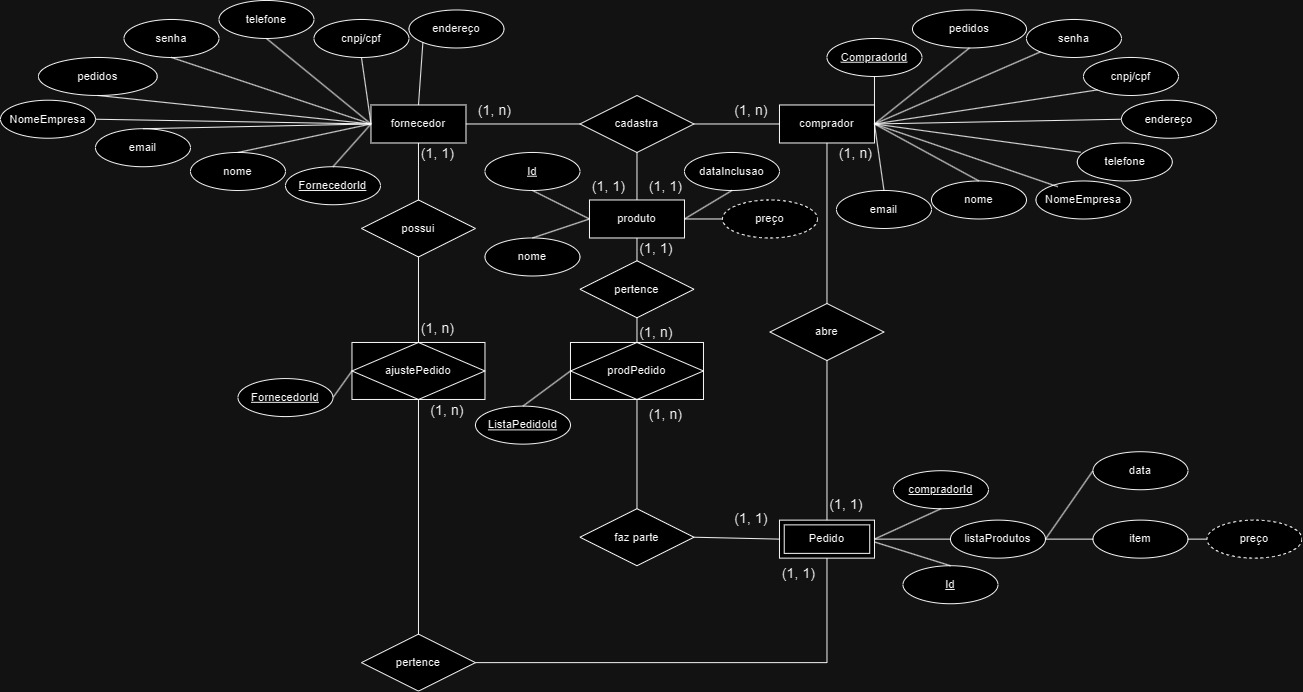 telefone
pedidos
endereço
senha
cnpj/cpf
senha
CompradorId
pedidos
cnpj/cpf
NomeEmpresa
(1, n)
(1, n)
fornecedor
cadastra
comprador
endereço
email
(1, 1)
(1, n)
telefone
nome
Id
dataInclusao
FornecedorId
(1, 1)
(1, 1)
nome
NomeEmpresa
email
produto
preço
possui
(1, 1)
nome
pertence
(1, n)
(1, n)
abre
ajustePedido
prodPedido
FornecedorId
(1, n)
(1, n)
ListaPedidoId
data
compradorId
(1, 1)
(1, 1)
faz parte
Pedido
listaProdutos
item
preço
(1, 1)
Id
pertence